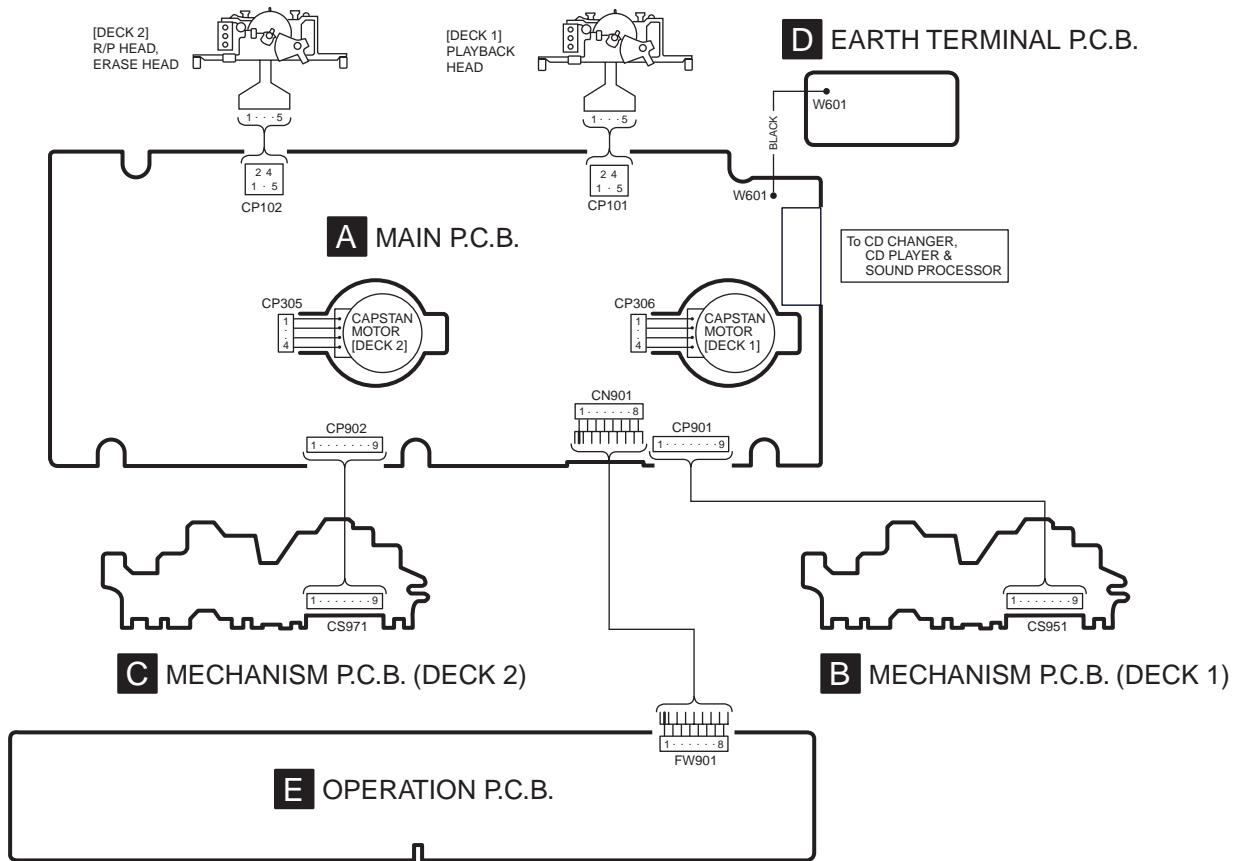 [DECK 2]
R/P HEAD,
ERASE HEAD
[DECK 1]
PLAYBACK
HEAD
D EARTH TERMINAL P.C.B.
W601
BLACK
W601
1 · · · 5
1 · · · 5
2 4
1 · 5
CP102
2 4
1 · 5
CP101
A MAIN P.C.B.
To CD CHANGER,
CD PLAYER &
SOUND PROCESSOR
CP305
1
·
·
4
CAPSTAN
MOTOR
[DECK 2]
CP306
1
·
·
4
CAPSTAN
MOTOR
[DECK 1]
CN901
1 · · · · · · 8
CP902
1 · · · · · · · 9
CP901
1 · · · · · · · 9
1 · · · · · · · 9
CS971
1 · · · · · · · 9
CS951
C MECHANISM P.C.B. (DECK 2)
B MECHANISM P.C.B. (DECK 1)
1 · · · · · · 8
FW901
E OPERATION P.C.B.